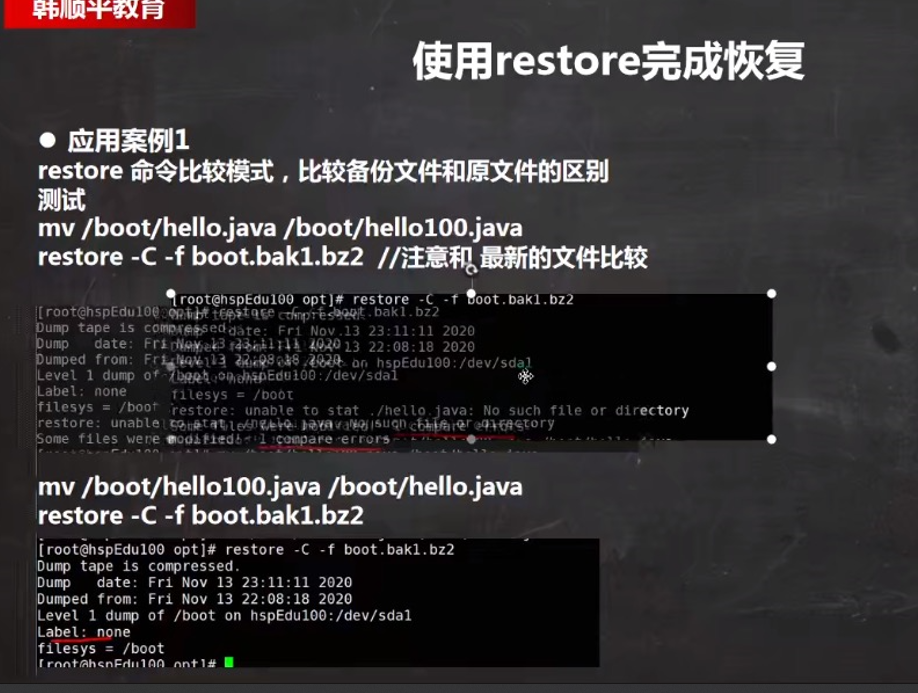 韩顺平教育
使用restore完成恢复
● 应用案例1
restore 命令比较模式，比较备份文件和原文件的区别
测试
mv /boot/hello.java /boot/hello100.java
restore -C -f boot.bak1.bz2 //注意和 最新的文件比较
[root@hspEdu100 opt]# restore -C -f boot.bak1.bz2
[root@hspEdu100 opt]# restore -C -f boot.bak1.bz2
Dump tape is compressed.
Dump date: Fri Nov 13 23:11:11 2020
Dumped from: Fri Nov 13 22:08:18 2020
Level 1 dump of /boot on hspEdu100:/dev/sda1
Label: none
filesys = /boot
restore: unable to stat ./hello.java: No such file or directory
Some files were modified! 1 compare errors
mv /boot/hello100.java /boot/hello.java
restore -C -f boot.bak1.bz2
[root@hspEdu100 opt]# restore -C -f boot.bak1.bz2
Dump tape is compressed.
Dump date: Fri Nov 13 23:11:11 2020
Dumped from: Fri Nov 13 22:08:18 2020
Level 1 dump of /boot on hspEdu100:/dev/sda1
Label: none
filesys = /boot
[root@hspEdu100 opt]#